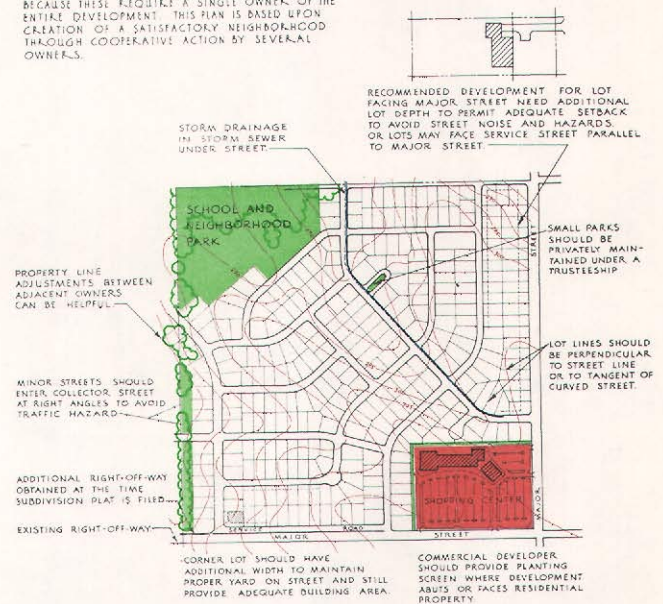 BECAUSE THESE REQUIRE A SINGLE OWNER OF THE
ENTIRE DEVELOPMENT. THIS PLAN IS BASED UPON
CREATION OF A SATISFACTORY NEIGHBORHOOD
THROUGH COOPERATIVE ACTION BY SEVERAL
OWNERS.
RECOMMENDED DEVELOPMENT FOR LOT
FACING MAJOR STREET NEED ADDITIONAL
LOT DEPTH TO PERMIT ADEQUATE SETBACK
TO AVOID STREET NOISE AND HAZARDS.
OR LOTS MAY FACE SERVICE STREET PARALLEL
TO MAJOR STREET.
STORM DRAINAGE
IN STORM SEWER
UNDER STREET.
SCHOOL AND
NEIGHBORHOOD
PARK
STREET
SMALL PARKS
SHOULD BE
PRIVATELY MAIN-
TAINED UNDER A
TRUSTEESHIP
PROPERTY LINE
ADJUSTMENTS BETWEEN
ADJACENT OWNERS
CAN BE HELPFUL.
LOT LINES SHOULD
BE PERPENDICULAR
TO STREET LINE
OR TO TANGENT OF
CURVED STREET.
MINOR STREETS SHOULD
ENTER COLLECTOR STREET
AT RIGHT ANGLES TO AVOID
TRAFFIC HAZARD
ADDITIONAL RIGHT-OFF-WAY
OBTAINED AT THE TIME
SUBDIVISION PLAT IS FILED
SHOPPING CENTER
MAJOR
EXISTING RIGHT-OFF-WAY
SERVICE ROAD
MAJOR STREET
CORNER LOT SHOULD HAVE
ADDITIONAL WIDTH TO MAINTAIN
PROPER YARD ON STREET AND STILL
PROVIDE ADEQUATE BUILDING AREA.
COMMERCIAL DEVELOPER
SHOULD PROVIDE PLANTING
SCREEN WHERE DEVELOPMENT
ABUTS OR FACES RESIDENTIAL
PROPERTY